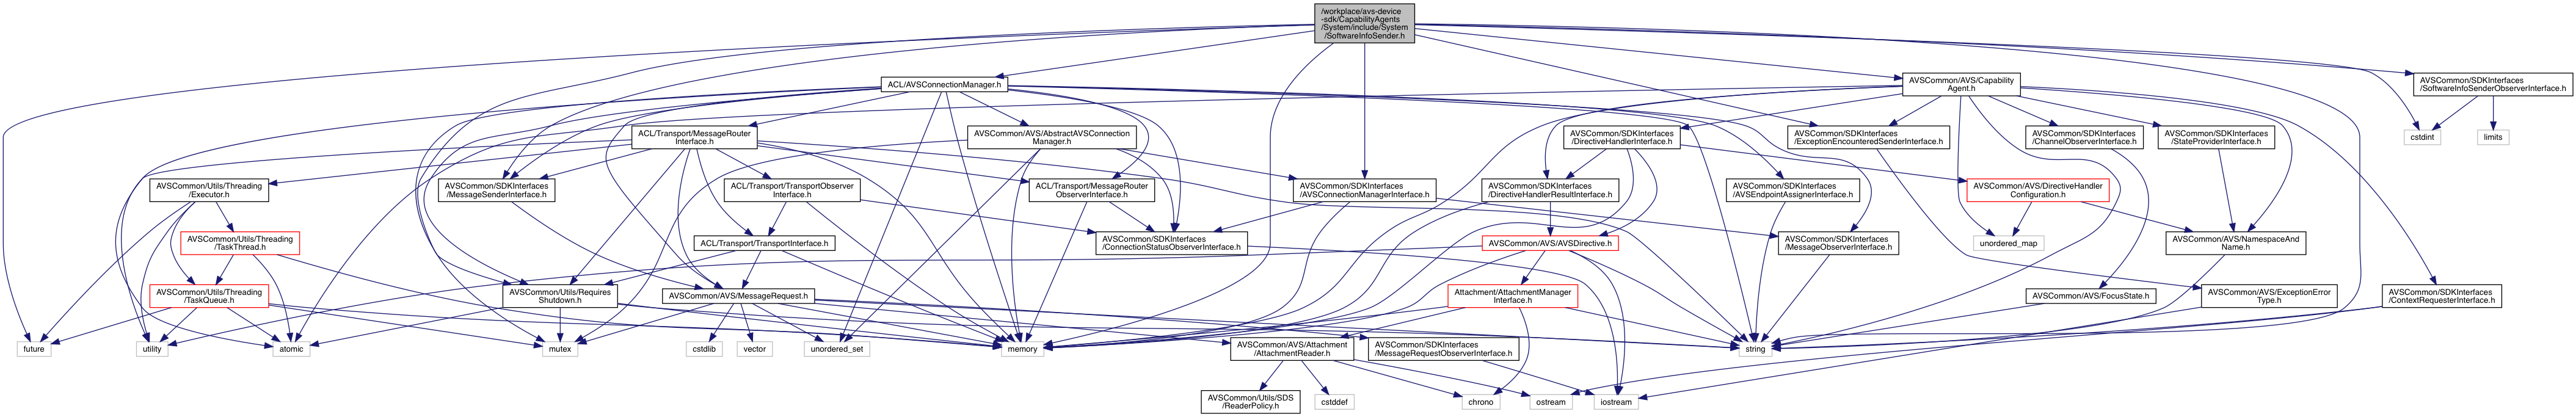 /workplace/avs-device
-sdk/CapabilityAgents
/System/include/System
/SoftwareInfoSender.h
ACL/AVSConnectionManager.h
AVSCommon/AVS/Capability
Agent.h
AVSCommon/SDKInterfaces
/SoftwareInfoSenderObserverInterface.h
ACL/Transport/MessageRouter
Interface.h
AVSCommon/AVS/AbstractAVSConnection
Manager.h
AVSCommon/SDKInterfaces
/DirectiveHandlerInterface.h
AVSCommon/SDKInterfaces
/ExceptionEncounteredSenderInterface.h
AVSCommon/SDKInterfaces
/ChannelObserverInterface.h
AVSCommon/SDKInterfaces
/StateProviderInterface.h
cstdint
limits
AVSCommon/Utils/Threading
/Executor.h
AVSCommon/SDKInterfaces
/MessageSenderInterface.h
ACL/Transport/TransportObserver
Interface.h
ACL/Transport/MessageRouter
ObserverInterface.h
AVSCommon/SDKInterfaces
/AVSConnectionManagerInterface.h
AVSCommon/SDKInterfaces
/DirectiveHandlerResultInterface.h
AVSCommon/SDKInterfaces
/AVSEndpointAssignerInterface.h
AVSCommon/AVS/DirectiveHandler
Configuration.h
AVSCommon/Utils/Threading
/TaskThread.h
ACL/Transport/TransportInterface.h
AVSCommon/SDKInterfaces
/ConnectionStatusObserverInterface.h
AVSCommon/AVS/AVSDirective.h
AVSCommon/SDKInterfaces
/MessageObserverInterface.h
unordered_map
AVSCommon/AVS/NamespaceAnd
Name.h
AVSCommon/Utils/Threading
/TaskQueue.h
AVSCommon/Utils/Requires
Shutdown.h
AVSCommon/AVS/MessageRequest.h
Attachment/AttachmentManager
Interface.h
AVSCommon/AVS/FocusState.h
AVSCommon/AVS/ExceptionError
Type.h
AVSCommon/SDKInterfaces
/ContextRequesterInterface.h
future
utility
atomic
mutex
cstdlib
vector
unordered_set
memory
AVSCommon/AVS/Attachment
/AttachmentReader.h
AVSCommon/SDKInterfaces
/MessageRequestObserverInterface.h
string
AVSCommon/Utils/SDS
/ReaderPolicy.h
cstddef
chrono
ostream
iostream